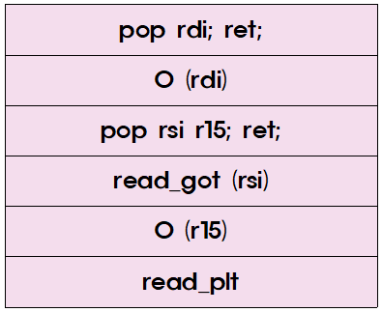 pop rdi; ret;
0 (rdi)
pop rsi r15; ret;
read_got (rsi)
0 (r15)
read_plt